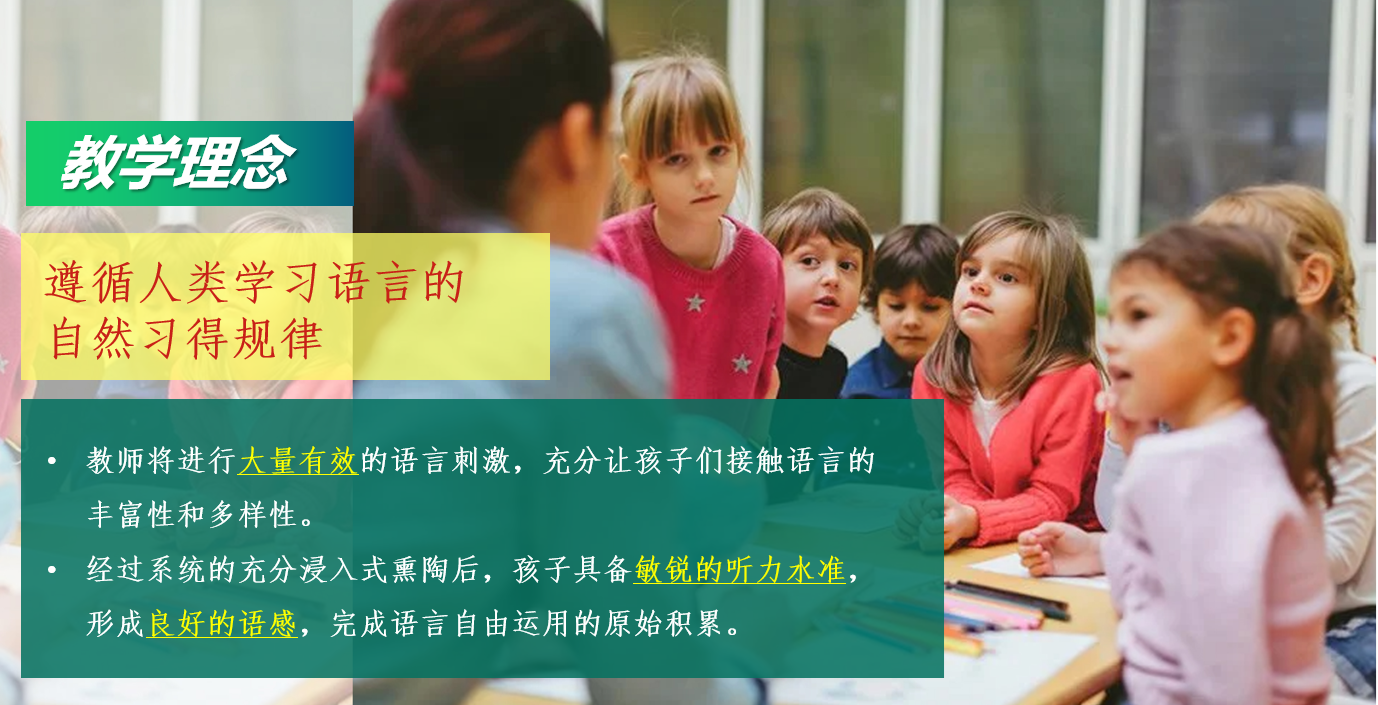 教学理念
遵循人类学习语言的
自然习得规律
• 教师将进行大量有效的语言刺激，充分让孩子们接触语言的
丰富性和多样性。
• 经过系统的充分浸入式熏陶后，孩子具备敏锐的听力水准，
形成良好的语感，完成语言自由运用的原始积累。